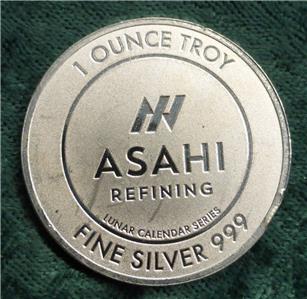 1 OUNCE TROY
ASAHI
REFINING
LUNAR CALENDAR SERIES
FINE SILVER 999